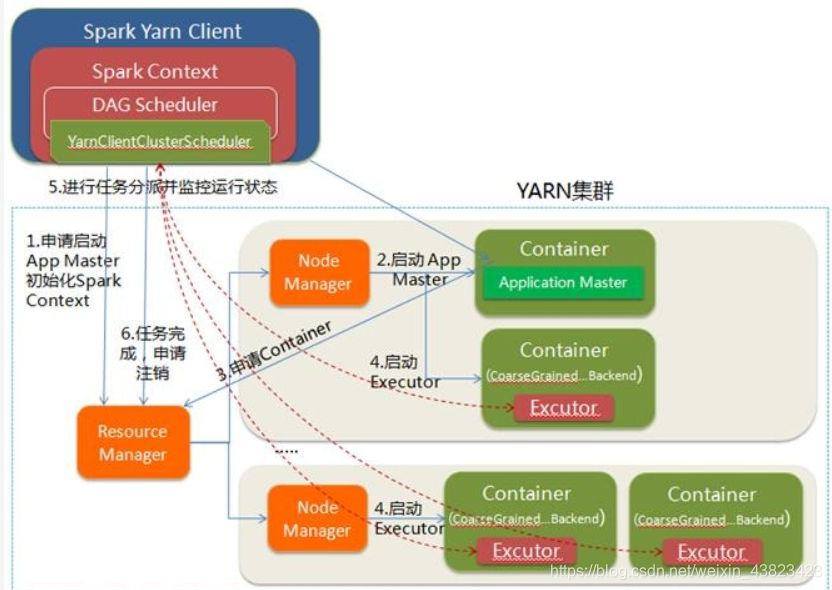 Spark Yarn Client
Spark Context
DAG Scheduler
YarnClientClusterScheduler
5.进行任务分派并监控运行状态
YARN集群
1.申请启动
App Master
初始化Spark
Context
6.任务完
成，申请
注销
Node
Manager
2.启动 App
Master
Container
Application Master
3.申请Container
4.启动
Executor
Container
(CoarseGrained...Backend)
Excutor
Resource
Manager
.....
Node
Manager
4.启动
Executor
Container
(CoarseGrained...Backend)
Excutor
Container
(CoarseGrained...Backend)
Excutor
https://blog.csdn.net/weixin_43823423